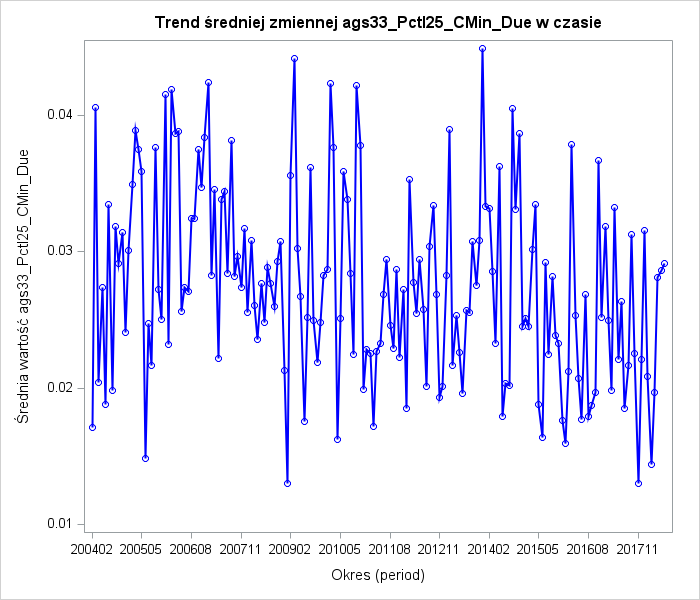 Trend średniej zmiennej ags33_Pctl25_CMin_Due w czasie
Średnia wartość ags33_Pctl25_CMin_Due
0.04
0.03
0.02
0.01
200402 200505 200608 200711 200902 201005 201108 201211 201402 201505 201608 201711
Okres (period)